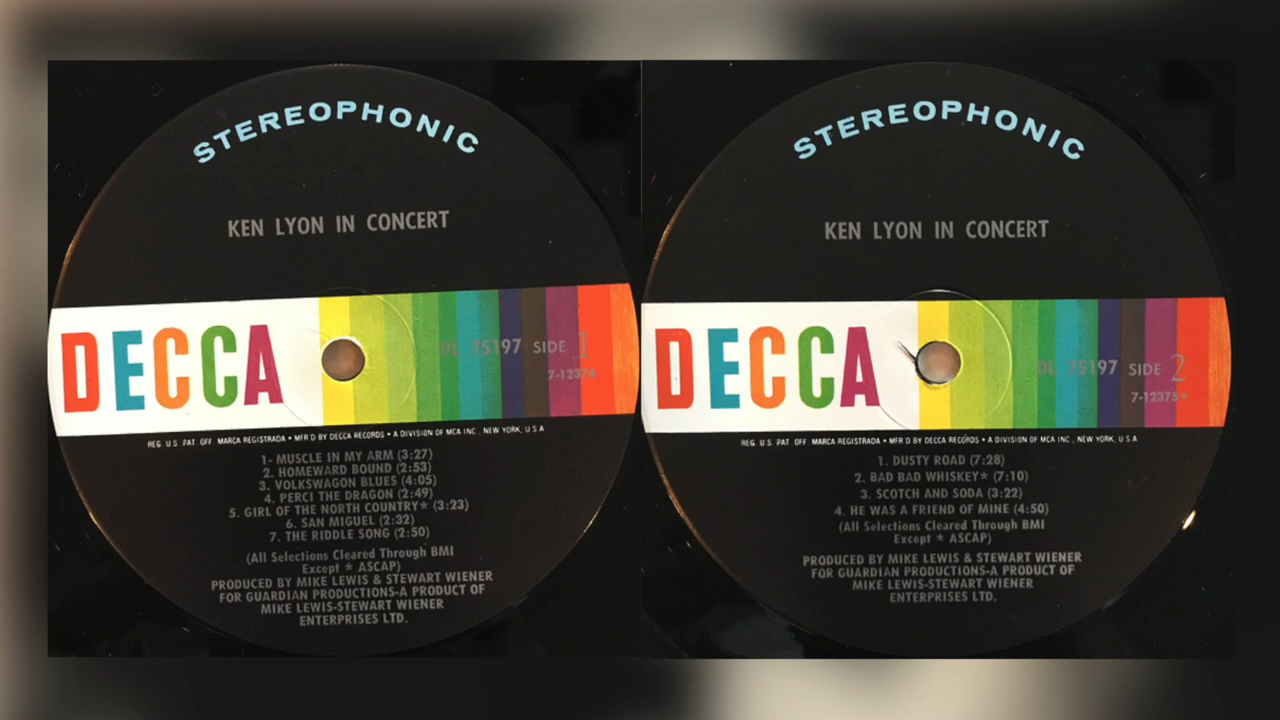 STEREOPHONIC
KEN LYON IN CONCERT
DECCA
DL 75197 SIDE 1
7-12374
REG. U.S. PAT. OFF. MARCA REGISTRADA • MFR'D BY DECCA RECORDS • A DIVISION OF MCA INC., NEW YORK, U.S.A
1- MUSCLE IN MY ARM (3:27)
2. HOMEWARD BOUND (2:53)
3. VOLKSWAGON BLUES (4:05)
4. PERCI THE DRAGON (2:49)
5. GIRL OF THE NORTH COUNTRY* (3:23)
6. SAN MIGUEL (2:32)
7. THE RIDDLE SONG (2:50)
(All Selections Cleared Through BMI
Except * ASCAP)
PRODUCED BY MIKE LEWIS & STEWART WIENER
FOR GUARDIAN PRODUCTIONS-A PRODUCT OF
MIKE LEWIS-STEWART WIENER
ENTERPRISES LTD.
STEREOPHONIC
KEN LYON IN CONCERT
DECCA
DL 75197 SIDE 2
7-12375*
REG. U.S. PAT. OFF. MARCA REGISTRADA • MFR'D BY DECCA RECORDS • A DIVISION OF MCA INC., NEW YORK, U.S.A
1. DUSTY ROAD (7:28)
2. BAD BAD WHISKEY* (7:10)
3. SCOTCH AND SODA (3:22)
4. HE WAS A FRIEND OF MINE (4:50)
(All Selections Cleared Through BMI
Except * ASCAP)
PRODUCED BY MIKE LEWIS & STEWART WIENER
FOR GUARDIAN PRODUCTIONS-A PRODUCT OF
MIKE LEWIS-STEWART WIENER
ENTERPRISES LTD.